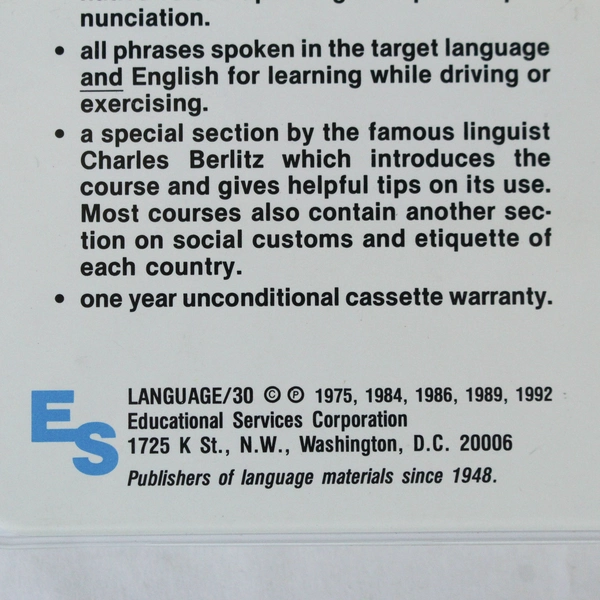 nunciation.
• all phrases spoken in the target language
and English for learning while driving or
exercising.
• a special section by the famous linguist
Charles Berlitz which introduces the
course and gives helpful tips on its use.
Most courses also contain another sec-
tion on social customs and etiquette of
each country.
• one year unconditional cassette warranty.
ES
LANGUAGE/30 © ℗ 1975, 1984, 1986, 1989, 1992
Educational Services Corporation
1725 K St., N.W., Washington, D.C. 20006
Publishers of language materials since 1948.